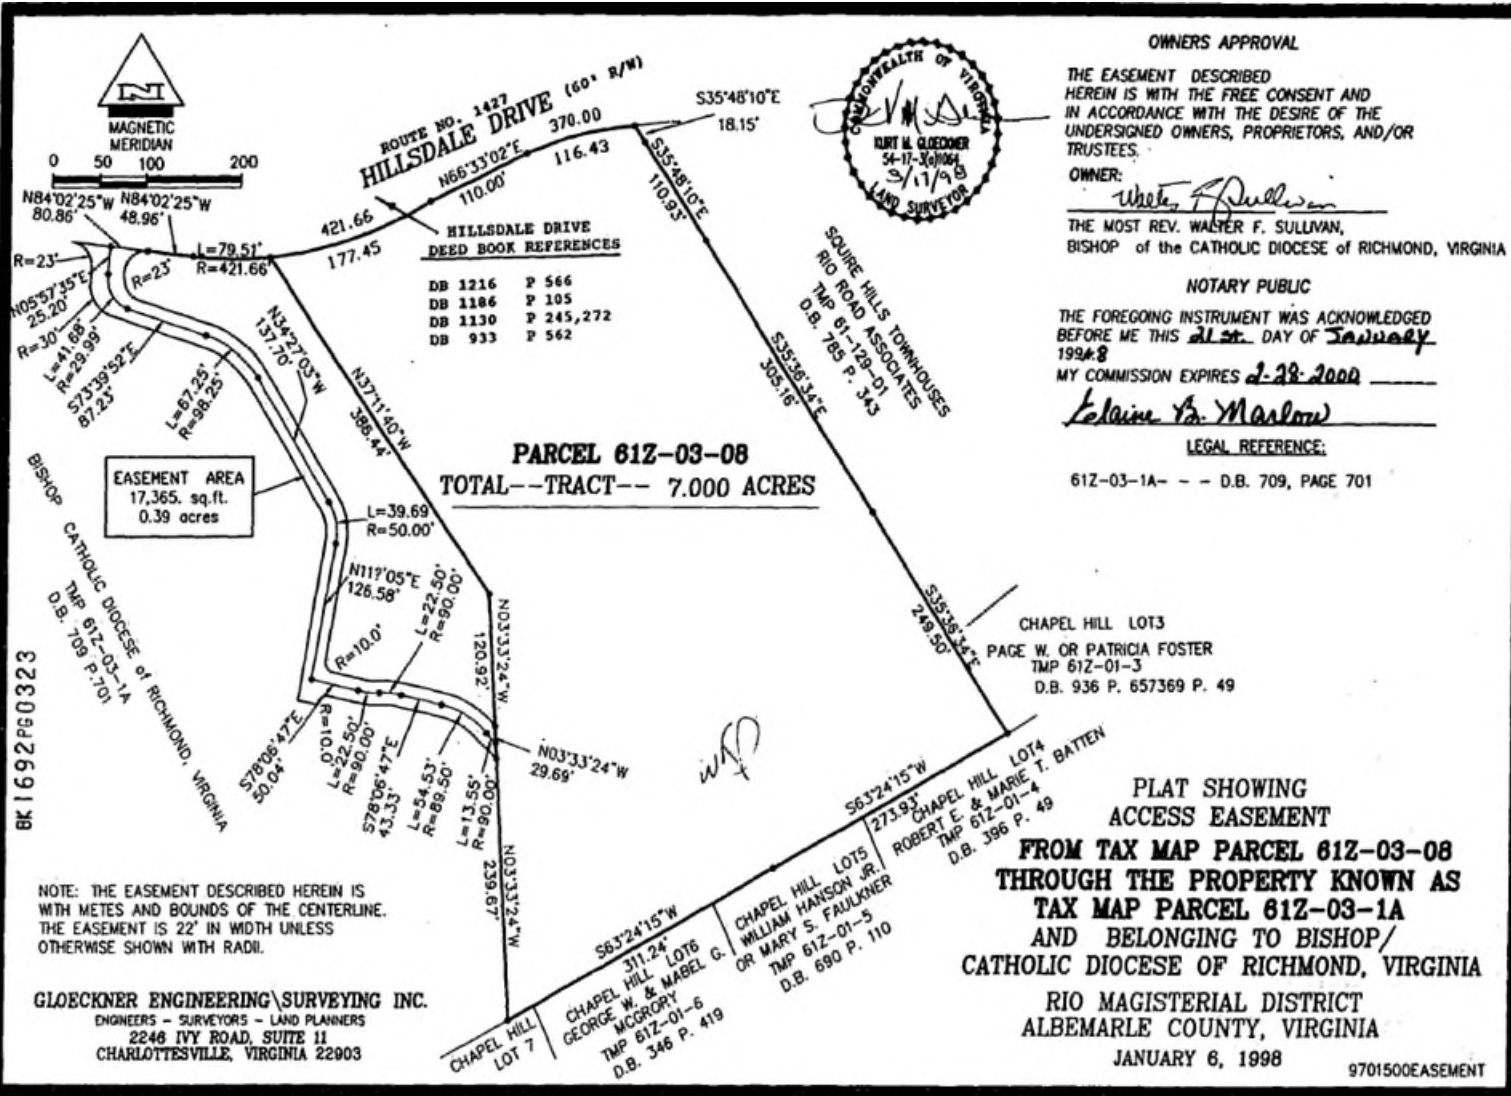 N
MAGNETIC
MERIDIAN
0 50 100 200
N84°02'25"W
80.86'
N84°02'25"W
48.96'
L=79.51'
R=421.66'
R=23'
R=23'
N05°57'35"E
25.20'
R=30'
L=41.68'
R=29.99'
S73°39'52"E
87.23'
L=67.25'
R=98.25'
N34°27'03"W
137.70'
ROUTE NO. 1427
HILLSDALE DRIVE (60' R/W)
421.66
177.45
N66°33'02"E
110.00'
370.00
116.43
S35°48'10"E
18.15'
S35°48'10"E
110.93'
HILLSDALE DRIVE
DEED BOOK REFERENCES
DB 1216 P 566
DB 1186 P 105
DB 1130 P 245,272
DB 933 P 562
N37°11'40"W
386.44'
SQUIRE HILLS TOWNHOUSES
RIO ROAD ASSOCIATES
TMP 61-129-01
D.B. 785 P. 343
S35°36'34"E
305.16'
PARCEL 61Z-03-08
TOTAL--TRACT-- 7.000 ACRES
EASEMENT AREA
17,365. sq.ft.
0.39 acres
L=39.69'
R=50.00'
N11?'05"E
126.58'
L=22.50'
R=90.00'
R=10.0'
N03°33'24"W
120.92'
S35°36'34"E
249.50'
BISHOP CATHOLIC DIOCESE of RICHMOND, VIRGINIA
TMP 61Z-03-1A
D.B. 709 P.701
BK1692PG0323
S78°06'47"E
50.04'
R=10.0'
L=22.50'
R=90.00'
S78°06'47"E
43.33'
L=54.53'
R=89.50'
L=13.55'
R=90.00'
N03°33'24"W
29.69'
N03°33'24"W
239.67'
S63°24'15"W
273.93'
S63°24'15"W
311.24'
CHAPEL HILL LOT3
PAGE W. OR PATRICIA FOSTER
TMP 61Z-01-3
D.B. 936 P. 657369 P. 49
CHAPEL HILL LOT4
ROBERT E. & MARIE T. BATTEN
TMP 61Z-01-4
D.B. 396 P. 49
CHAPEL HILL LOT5
WILLIAM HANSON JR.
OR MARY S. FAULKNER
TMP 61Z-01-5
D.B. 690 P. 110
CHAPEL HILL LOT6
GEORGE W. & MABEL G.
MCGRORY
TMP 61Z-01-6
D.B. 346 P. 419
CHAPEL HILL
LOT 7
COMMONWEALTH OF VIRGINIA
KURT M. GLOECKNER
54-17-3(a)1064
LAND SURVEYOR
OWNERS APPROVAL
THE EASEMENT DESCRIBED
HEREIN IS WITH THE FREE CONSENT AND
IN ACCORDANCE WITH THE DESIRE OF THE
UNDERSIGNED OWNERS, PROPRIETORS, AND/OR
TRUSTEES.
OWNER:
Walter F Sullivan
THE MOST REV. WALTER F. SULLIVAN,
BISHOP of the CATHOLIC DIOCESE of RICHMOND, VIRGINIA
NOTARY PUBLIC
THE FOREGOING INSTRUMENT WAS ACKNOWLEDGED
BEFORE ME THIS 21st. DAY OF January
1998
MY COMMISSION EXPIRES 2-28-2000
Elaine B. Marlow
LEGAL REFERENCE:
61Z-03-1A- - - D.B. 709, PAGE 701
NOTE: THE EASEMENT DESCRIBED HEREIN IS
WITH METES AND BOUNDS OF THE CENTERLINE.
THE EASEMENT IS 22' IN WIDTH UNLESS
OTHERWISE SHOWN WITH RADII.
GLOECKNER ENGINEERING\SURVEYING INC.
ENGINEERS - SURVEYORS - LAND PLANNERS
2246 IVY ROAD, SUITE 11
CHARLOTTESVILLE, VIRGINIA 22903
PLAT SHOWING
ACCESS EASEMENT
FROM TAX MAP PARCEL 61Z-03-08
THROUGH THE PROPERTY KNOWN AS
TAX MAP PARCEL 61Z-03-1A
AND BELONGING TO BISHOP/
CATHOLIC DIOCESE OF RICHMOND, VIRGINIA
RIO MAGISTERIAL DISTRICT
ALBEMARLE COUNTY, VIRGINIA
JANUARY 6, 1998
9701500EASEMENT